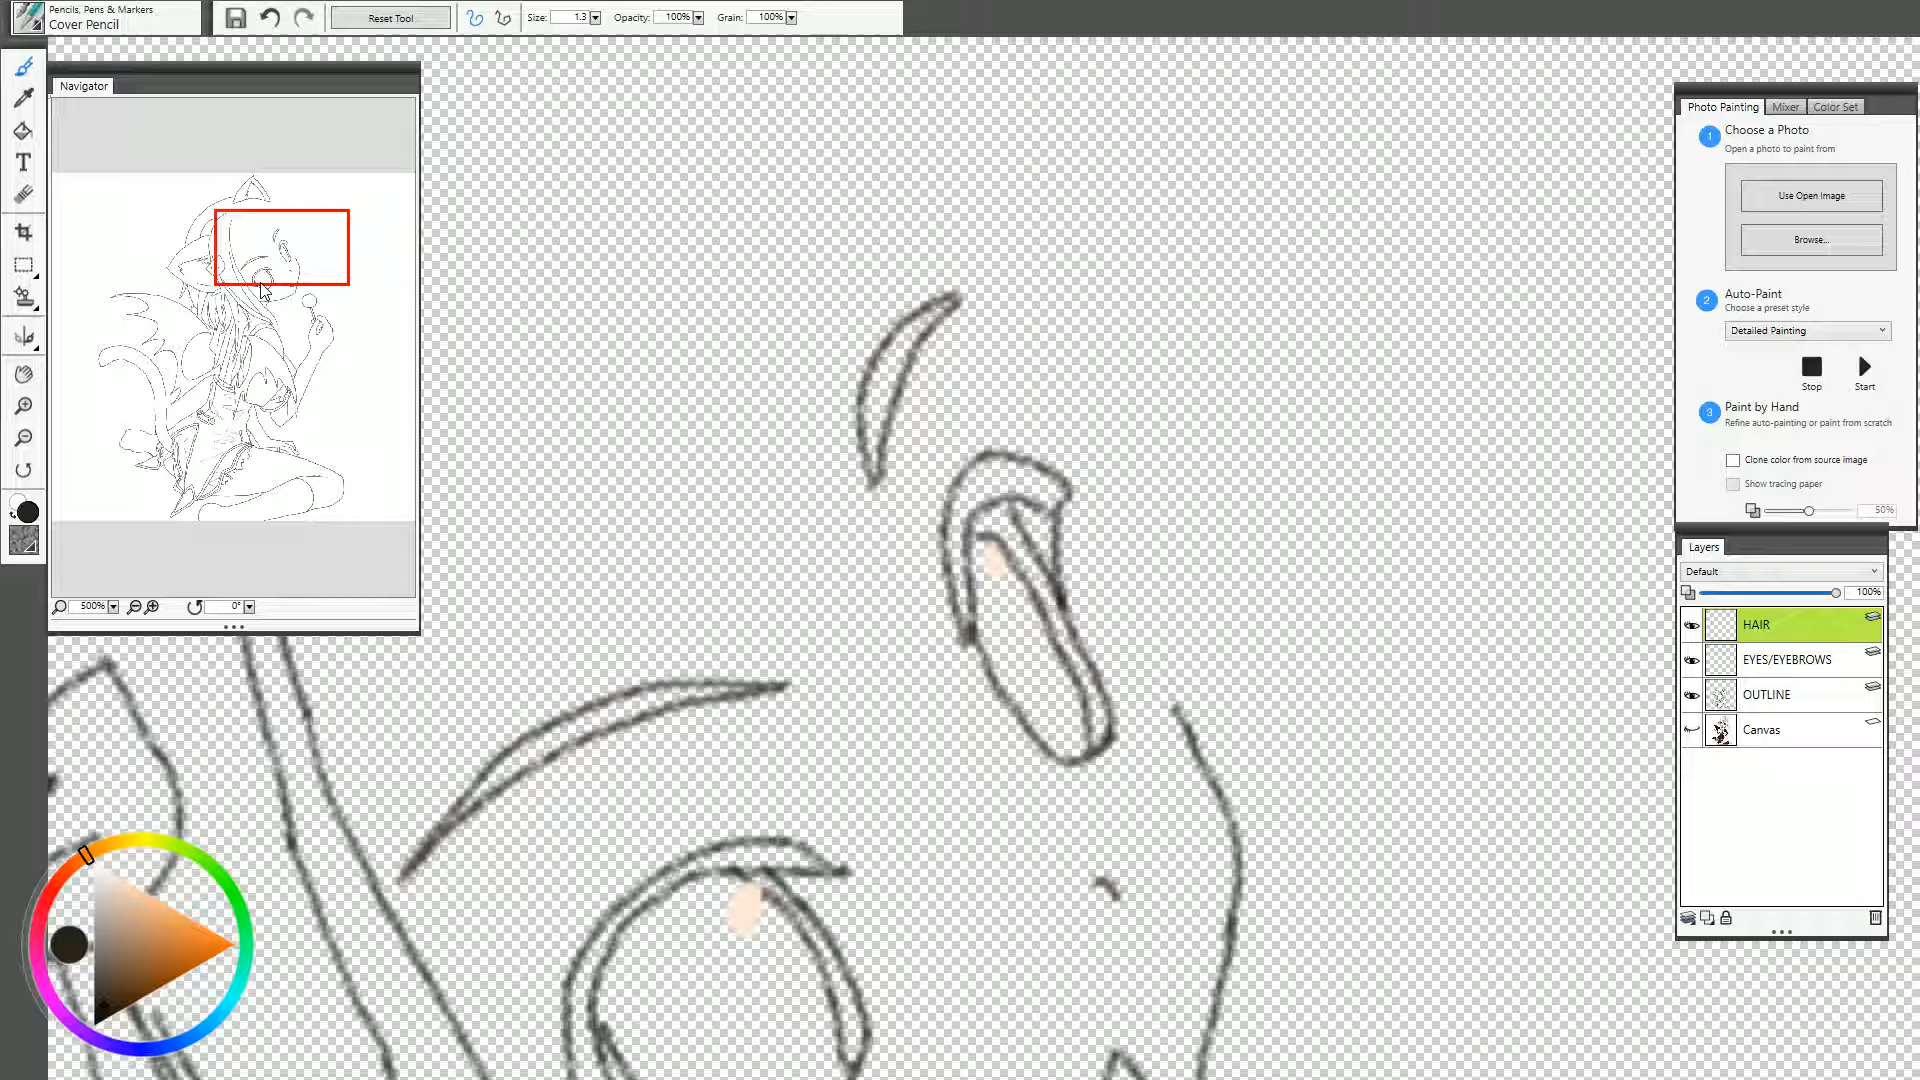 Pencils, Pens & Markers
Cover Pencil
Reset Tool
Size: 1.3
Opacity: 100%
Grain: 100%
Navigator
500%
0°
Photo Painting
Mixer
Color Set
1
Choose a Photo
Open a photo to paint from
Use Open Image
Browse...
2
Auto-Paint
Choose a preset style
Detailed Painting
Stop
Start
3
Paint by Hand
Refine auto-painting or paint from scratch
Clone color from source image
Show tracing paper
50%
Layers
Default
100%
HAIR
EYES/EYEBROWS
OUTLINE
Canvas